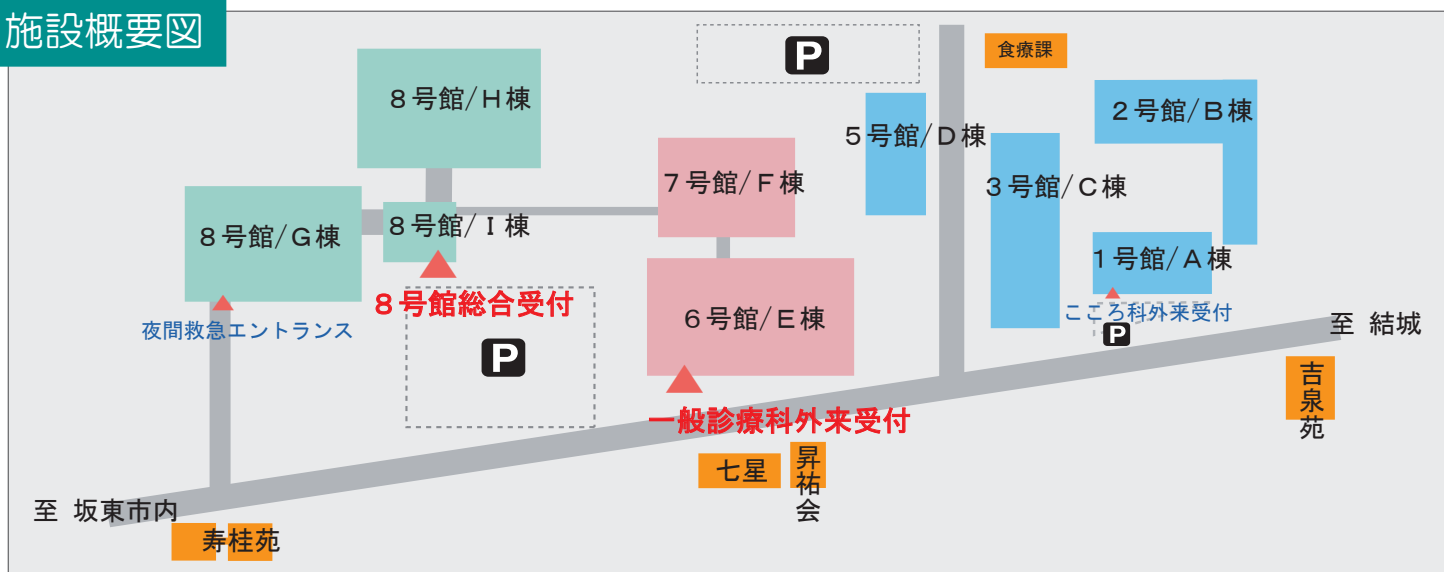 施設概要図
P
食療課
8号館/H棟
2号館/B棟
5号館/D棟
7号館/F棟
3号館/C棟
8号館/G棟
8号館/I棟
1号館/A棟
8号館総合受付
6号館/E棟
こころ科外来受付
夜間救急エントランス
P
P
至 結城
吉泉苑
一般診療科外来受付
七星
昇祐会
至 坂東市内
寿桂苑